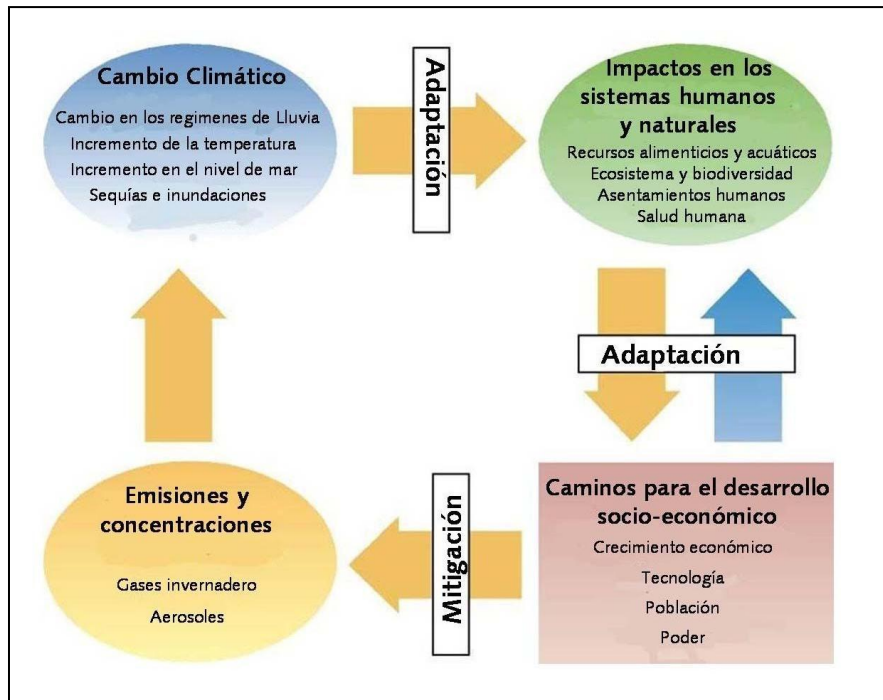 Cambio Climático
Cambio en los regimenes de Lluvia
Incremento de la temperatura
Incremento en el nivel de mar
Sequías e inundaciones
Adaptación
Impactos en los
sistemas humanos
y naturales
Recursos alimenticios y acuáticos
Ecosistema y biodiversidad
Asentamientos humanos
Salud humana
Adaptación
Caminos para el desarrollo
socio-económico
Crecimiento económico
Tecnología
Población
Poder
Mitigación
Emisiones y
concentraciones
Gases invernadero
Aerosoles